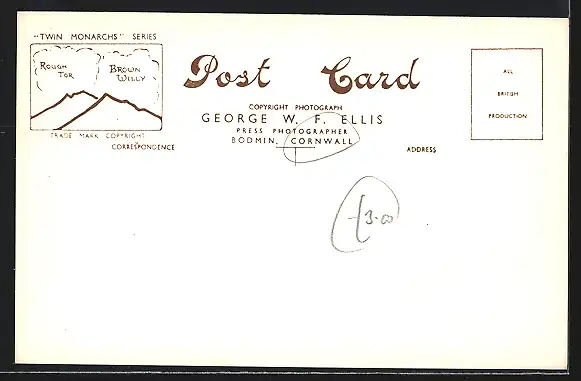 "TWIN MONARCHS" SERIES
ROUGH TOR
BROWN WILLY
TRADE MARK COPYRIGHT
CORRESPONDENCE
Post Card
COPYRIGHT PHOTOGRAPH
GEORGE W. F. ELLIS
PRESS PHOTOGRAPHER
BODMIN, CORNWALL
ADDRESS
ALL
BRITISH
PRODUCTION
£3.00